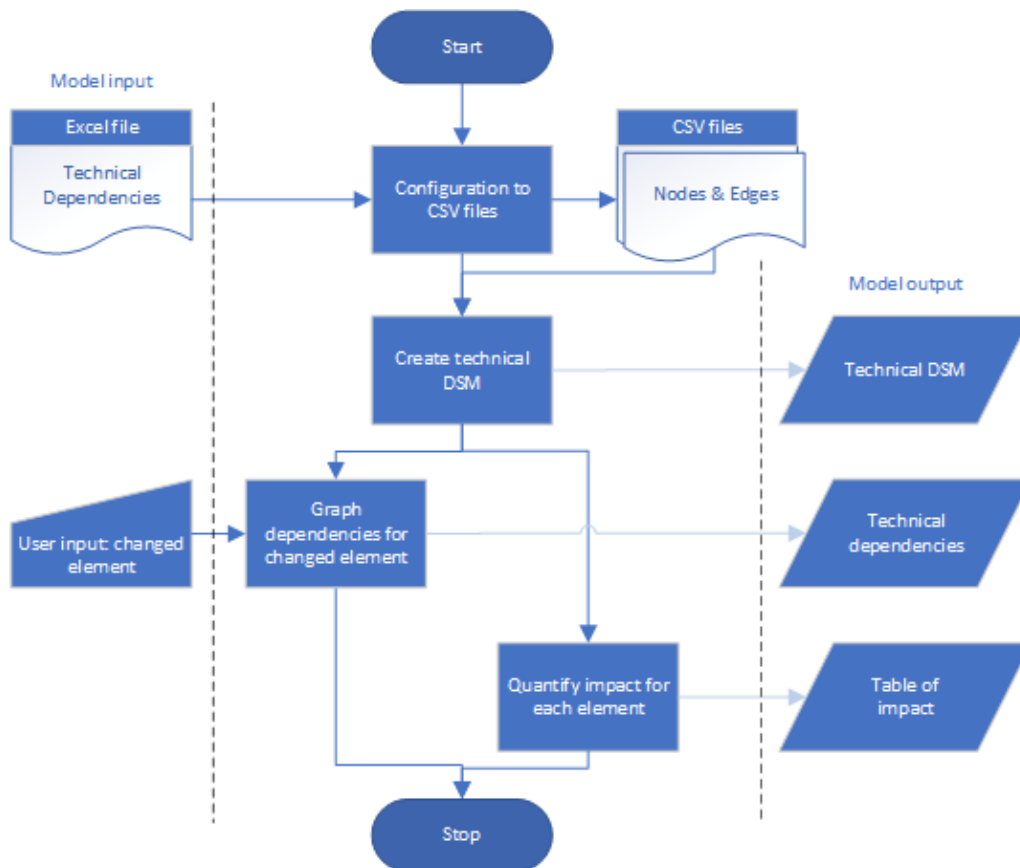 Start
Model input
Excel file
Technical
Dependencies
Configuration to
CSV files
CSV files
Nodes & Edges
Model output
Create technical
DSM
Technical DSM
User input: changed
element
Graph
dependencies for
changed element
Technical
dependencies
Quantify impact for
each element
Table of
impact
Stop